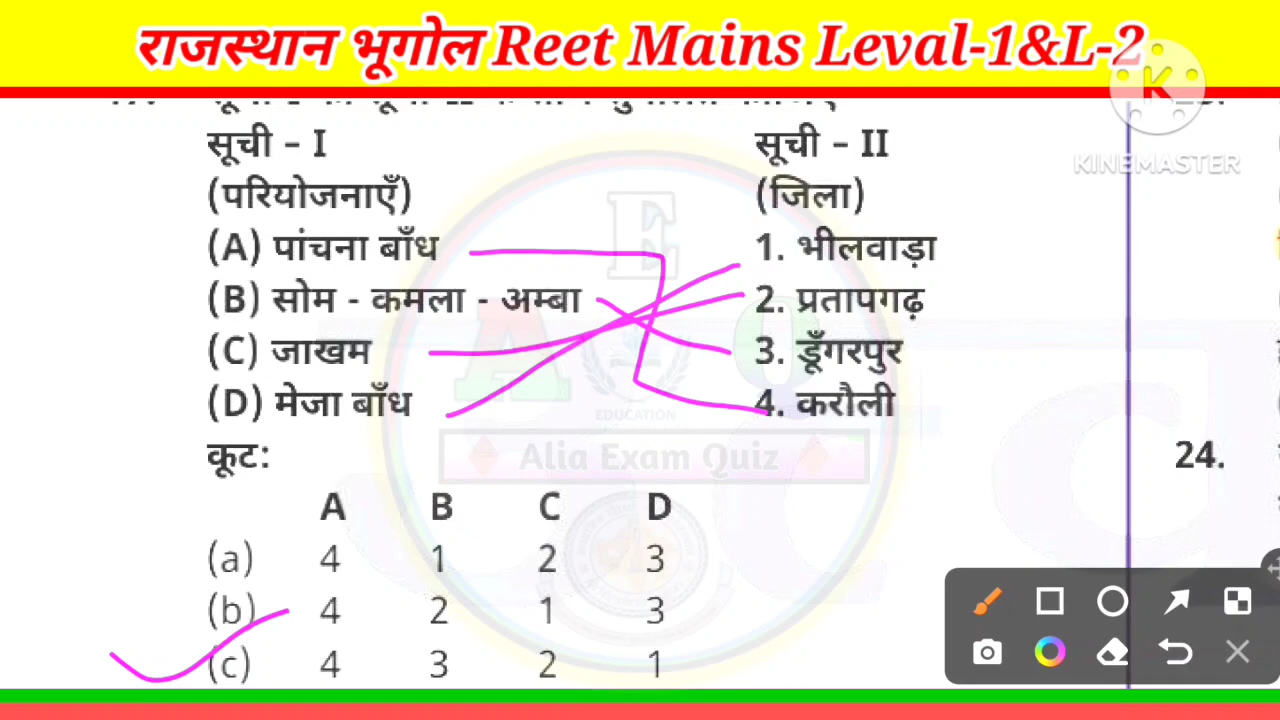 राजस्थान भूगोल Reet Mains Leval-1&L-2
K
KINEMASTER
सूची - I
सूची - II
(परियोजनाएँ)
(जिला)
(A) पांचना बाँध
1. भीलवाड़ा
(B) सोम - कमला - अम्बा
2. प्रतापगढ़
(C) जाखम
3. डूँगरपुर
(D) मेजा बाँध
4. करौली
E
A
Q
EDUCATION
Alia Exam Quiz
कूट:
24.
A B C D
(a) 4 1 2 3
(b) 4 2 1 3
(c) 4 3 2 1